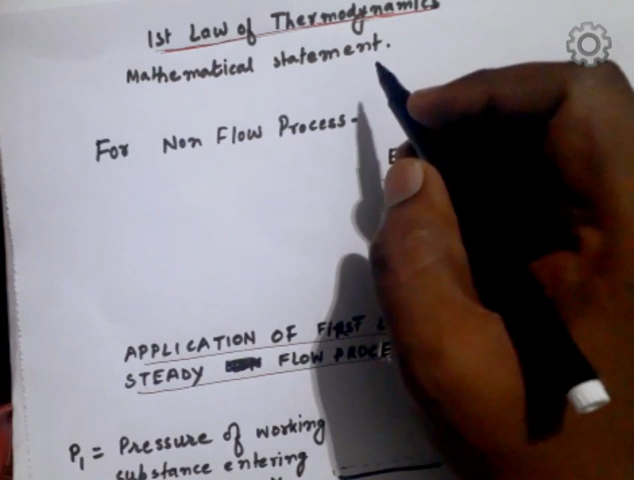 1st Law of Thermodynamics
Mathematical statement.
For Non Flow Process-
E
APPLICATION OF FIRST L
STEADY FLOW PROCE
P1 = Pressure of working
substance entering